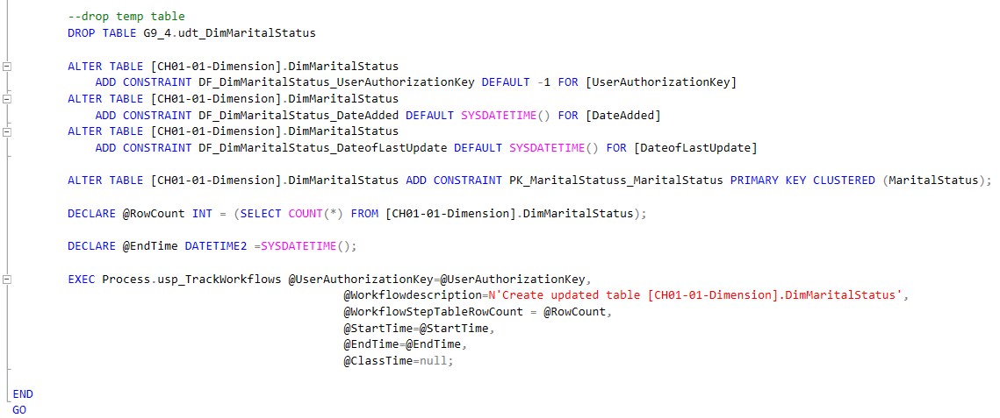 --drop temp table
DROP TABLE G9_4.udt_DimMaritalStatus
ALTER TABLE [CH01-01-Dimension].DimMaritalStatus
ADD CONSTRAINT DF_DimMaritalStatus_UserAuthorizationKey DEFAULT -1 FOR [UserAuthorizationKey]
ALTER TABLE [CH01-01-Dimension].DimMaritalStatus
ADD CONSTRAINT DF_DimMaritalStatus_DateAdded DEFAULT SYSDATETIME() FOR [DateAdded]
ALTER TABLE [CH01-01-Dimension].DimMaritalStatus
ADD CONSTRAINT DF_DimMaritalStatus_DateofLastUpdate DEFAULT SYSDATETIME() FOR [DateofLastUpdate]
ALTER TABLE [CH01-01-Dimension].DimMaritalStatus ADD CONSTRAINT PK_MaritalStatuss_MaritalStatus PRIMARY KEY CLUSTERED (MaritalStatus);
DECLARE @RowCount INT = (SELECT COUNT(*) FROM [CH01-01-Dimension].DimMaritalStatus);
DECLARE @EndTime DATETIME2 =SYSDATETIME();
EXEC Process.usp_TrackWorkflows @UserAuthorizationKey=@UserAuthorizationKey,
@Workflowdescription=N'Create updated table [CH01-01-Dimension].DimMaritalStatus',
@WorkflowStepTableRowCount = @RowCount,
@StartTime=@StartTime,
@EndTime=@EndTime,
@ClassTime=null;
END
GO